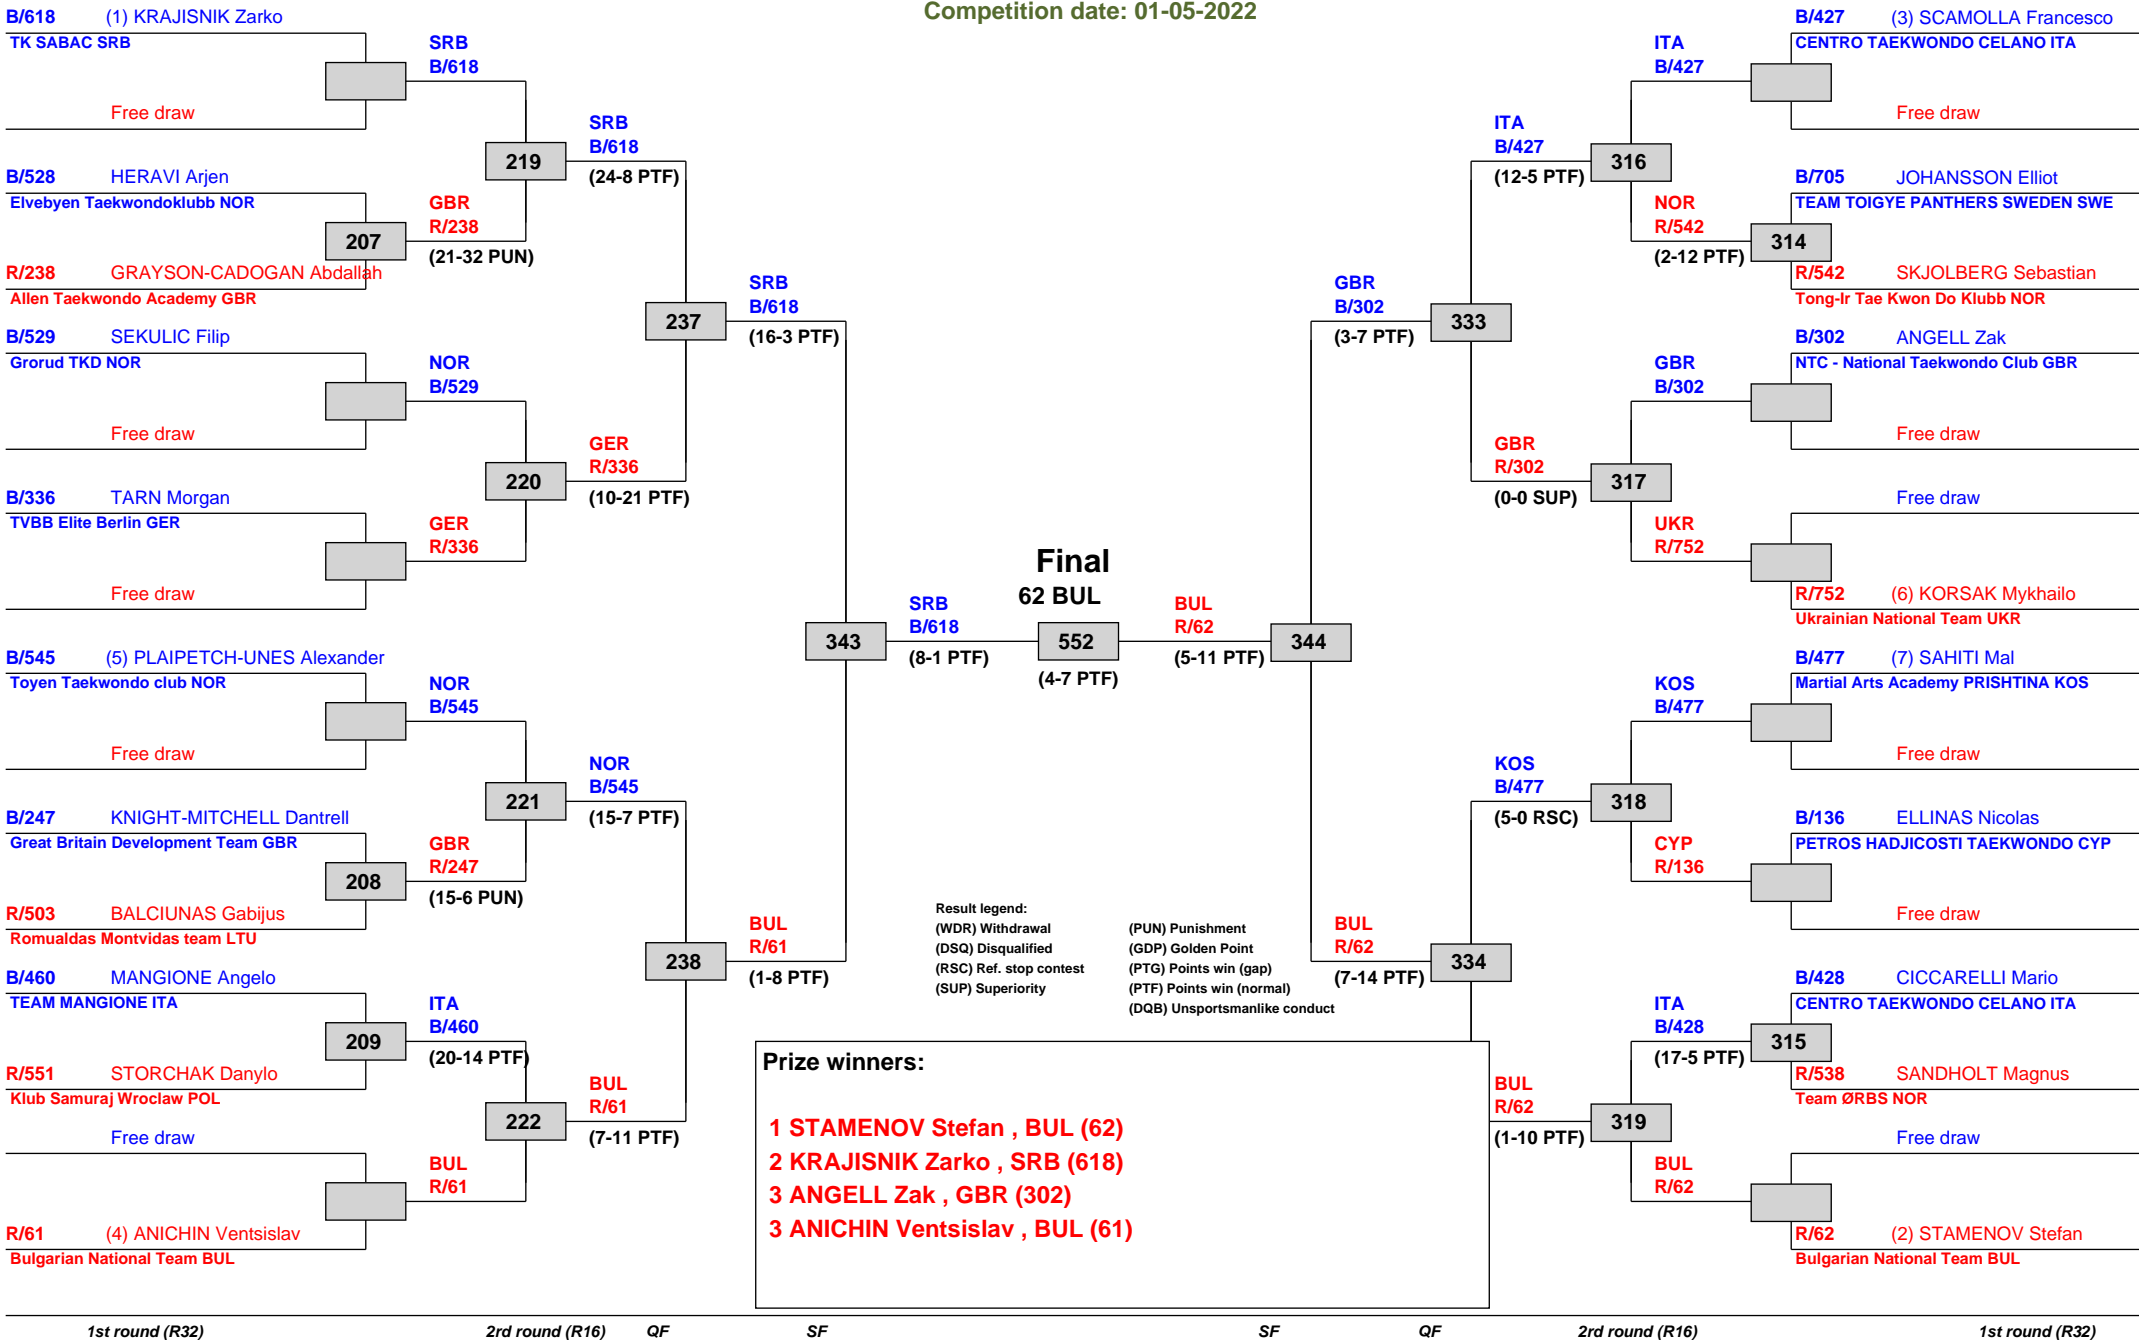 Competition date: 01-05-2022
B/618 (1) KRAJISNIK Zarko
TK SABAC SRB
Free draw
B/528 HERAVI Arjen
Elvebyen Taekwondoklubb NOR
R/238 GRAYSON-CADOGAN Abdallah
Allen Taekwondo Academy GBR
B/529 SEKULIC Filip
Grorud TKD NOR
Free draw
B/336 TARN Morgan
TVBB Elite Berlin GER
Free draw
B/545 (5) PLAIPETCH-UNES Alexander
Toyen Taekwondo club NOR
Free draw
B/247 KNIGHT-MITCHELL Dantrell
Great Britain Development Team GBR
R/503 BALCIUNAS Gabijus
Romualdas Montvidas team LTU
B/460 MANGIONE Angelo
TEAM MANGIONE ITA
R/551 STORCHAK Danylo
Klub Samuraj Wroclaw POL
Free draw
R/61 (4) ANICHIN Ventsislav
Bulgarian National Team BUL
207
208
209
SRB
B/618
GBR
R/238
(21-32 PUN)
NOR
B/529
GER
R/336
NOR
B/545
GBR
R/247
(15-6 PUN)
ITA
B/460
(20-14 PTF)
BUL
R/61
219
220
221
222
SRB
B/618
(24-8 PTF)
GER
R/336
(10-21 PTF)
NOR
B/545
(15-7 PTF)
BUL
R/61
(7-11 PTF)
237
238
SRB
B/618
(16-3 PTF)
BUL
R/61
(1-8 PTF)
343
SRB
B/618
(8-1 PTF)
Final
62 BUL
552
(4-7 PTF)
BUL
R/62
(5-11 PTF)
344
GBR
B/302
(3-7 PTF)
BUL
R/62
(7-14 PTF)
333
334
ITA
B/427
(12-5 PTF)
GBR
R/302
(0-0 SUP)
KOS
B/477
(5-0 RSC)
BUL
R/62
(1-10 PTF)
316
317
318
319
ITA
B/427
NOR
R/542
(2-12 PTF)
GBR
B/302
UKR
R/752
KOS
B/477
CYP
R/136
ITA
B/428
(17-5 PTF)
BUL
R/62
314
315
B/427 (3) SCAMOLLA Francesco
CENTRO TAEKWONDO CELANO ITA
Free draw
B/705 JOHANSSON Elliot
TEAM TOIGYE PANTHERS SWEDEN SWE
R/542 SKJOLBERG Sebastian
Tong-Ir Tae Kwon Do Klubb NOR
B/302 ANGELL Zak
NTC - National Taekwondo Club GBR
Free draw
Free draw
R/752 (6) KORSAK Mykhailo
Ukrainian National Team UKR
B/477 (7) SAHITI Mal
Martial Arts Academy PRISHTINA KOS
Free draw
B/136 ELLINAS Nicolas
PETROS HADJICOSTI TAEKWONDO CYP
Free draw
B/428 CICCARELLI Mario
CENTRO TAEKWONDO CELANO ITA
R/538 SANDHOLT Magnus
Team ØRBS NOR
Free draw
R/62 (2) STAMENOV Stefan
Bulgarian National Team BUL
Result legend:
(WDR) Withdrawal
(DSQ) Disqualified
(RSC) Ref. stop contest
(SUP) Superiority
(PUN) Punishment
(GDP) Golden Point
(PTG) Points win (gap)
(PTF) Points win (normal)
(DQB) Unsportsmanlike conduct
Prize winners:
1 STAMENOV Stefan , BUL (62)
2 KRAJISNIK Zarko , SRB (618)
3 ANGELL Zak , GBR (302)
3 ANICHIN Ventsislav , BUL (61)
1st round (R32) 2rd round (R16) QF SF SF QF 2rd round (R16) 1st round (R32)